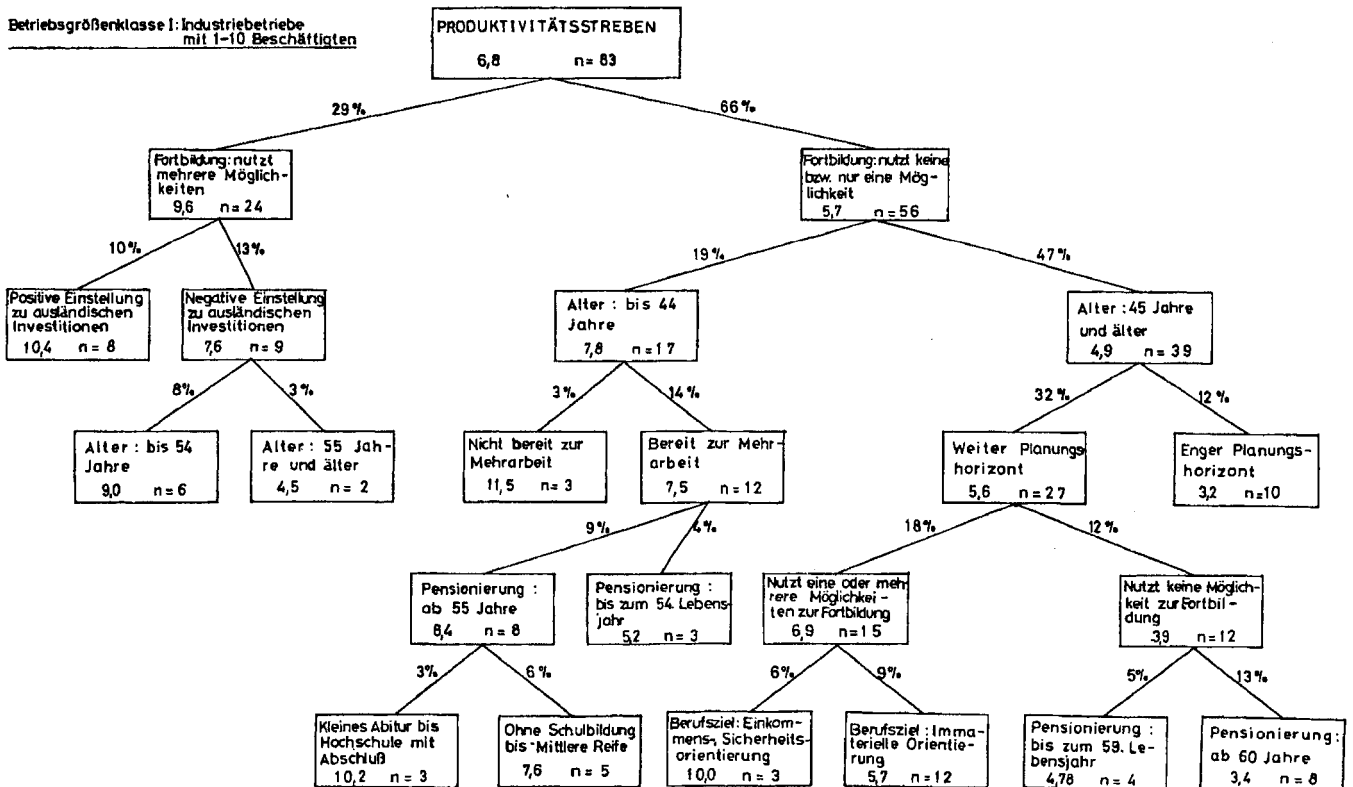 Betriebsgrößenklasse I: Industriebetriebe
mit 1-10 Beschäftigten
PRODUKTIVITÄTSSTREBEN
6,8 n = 83
29% 66%
Fortbildung: nutzt
mehrere Möglich-
keiten
9,6 n = 24
Fortbildung: nutzt keine
bzw. nur eine Mög-
lichkeit
5,7 n = 56
10% 13% 19% 47%
Positive Einstellung
zu ausländischen
Investitionen
10,4 n = 8
Negative Einstellung
zu ausländischen
Investitionen
7,6 n = 9
Alter : bis 44
Jahre
7,8 n = 17
Alter : 45 Jahre
und älter
4,9 n = 39
8% 3% 3% 14% 32% 12%
Alter : bis 54
Jahre
9,0 n = 6
Alter : 55 Jah-
re und älter
4,5 n = 2
Nicht bereit zur
Mehrarbeit
11,5 n = 3
Bereit zur Mehr-
arbeit
7,5 n = 12
Weiter Planungs
horizont
5,6 n = 27
Enger Planungs-
horizont
3,2 n=10
9% 4% 18% 12%
Pensionierung :
ab 55 Jahre
8,4 n = 8
Pensionierung :
bis zum 54. Lebens-
jahr
5,2 n = 3
Nutzt eine oder meh
rere Möglichkei-
ten zur Fortbildung
6,9 n = 15
Nutzt keine Möglich-
keit zur Fortbil-
dung
3,9 n = 12
3% 6% 6% 9% 5% 13%
Kleines Abitur bis
Hochschule mit
Abschluß
10,2 n = 3
Ohne Schulbildung
bis Mittlere Reife
7,6 n = 5
Berufsziel: Einkom-
mens-, Sicherheits-
orientierung
10,0 n = 3
Berufsziel: Imma-
terielle Orientie-
rung
5,7 n = 12
Pensionierung :
bis zum 59. Le-
bensjahr
4,78 n = 4
Pensionierung:
ab 60 Jahre
3,4 n = 8